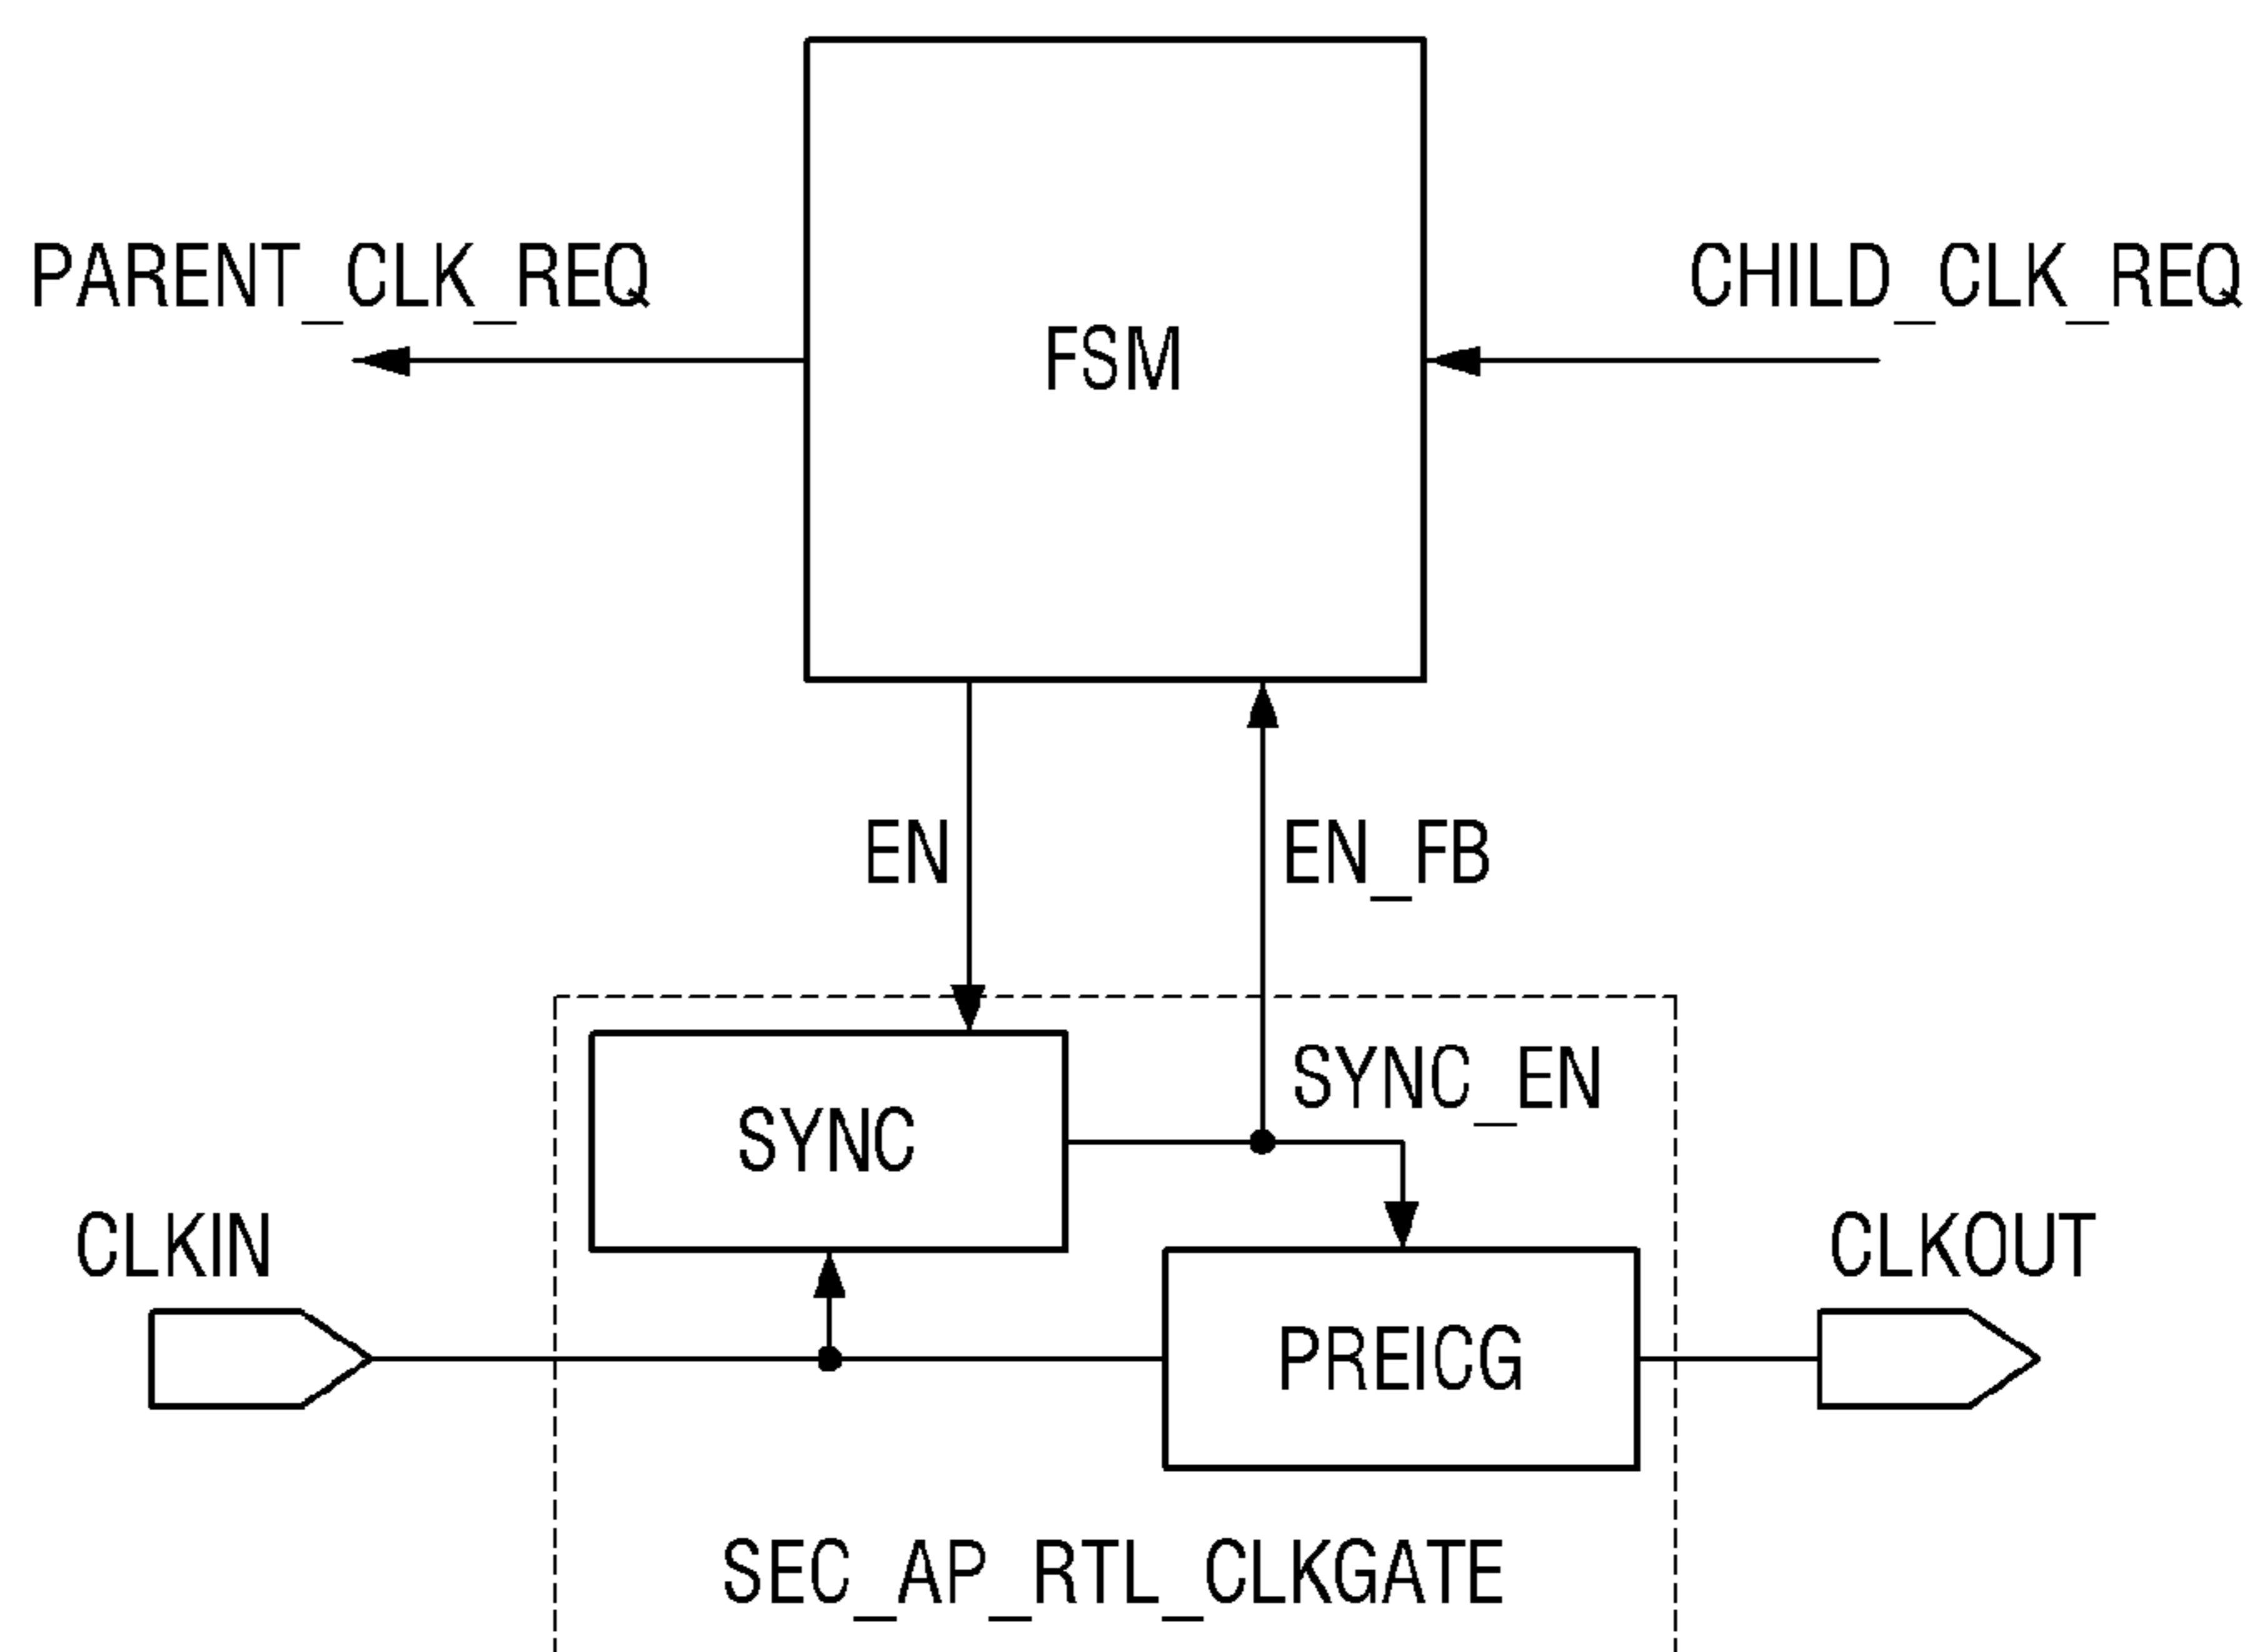 PARENT_CLK_REQ
CHILD_CLK_REQ
FSM
EN
EN_FB
SYNC_EN
SYNC
CLKIN
CLKOUT
PREICG
SEC_AP_RTL_CLKGATE